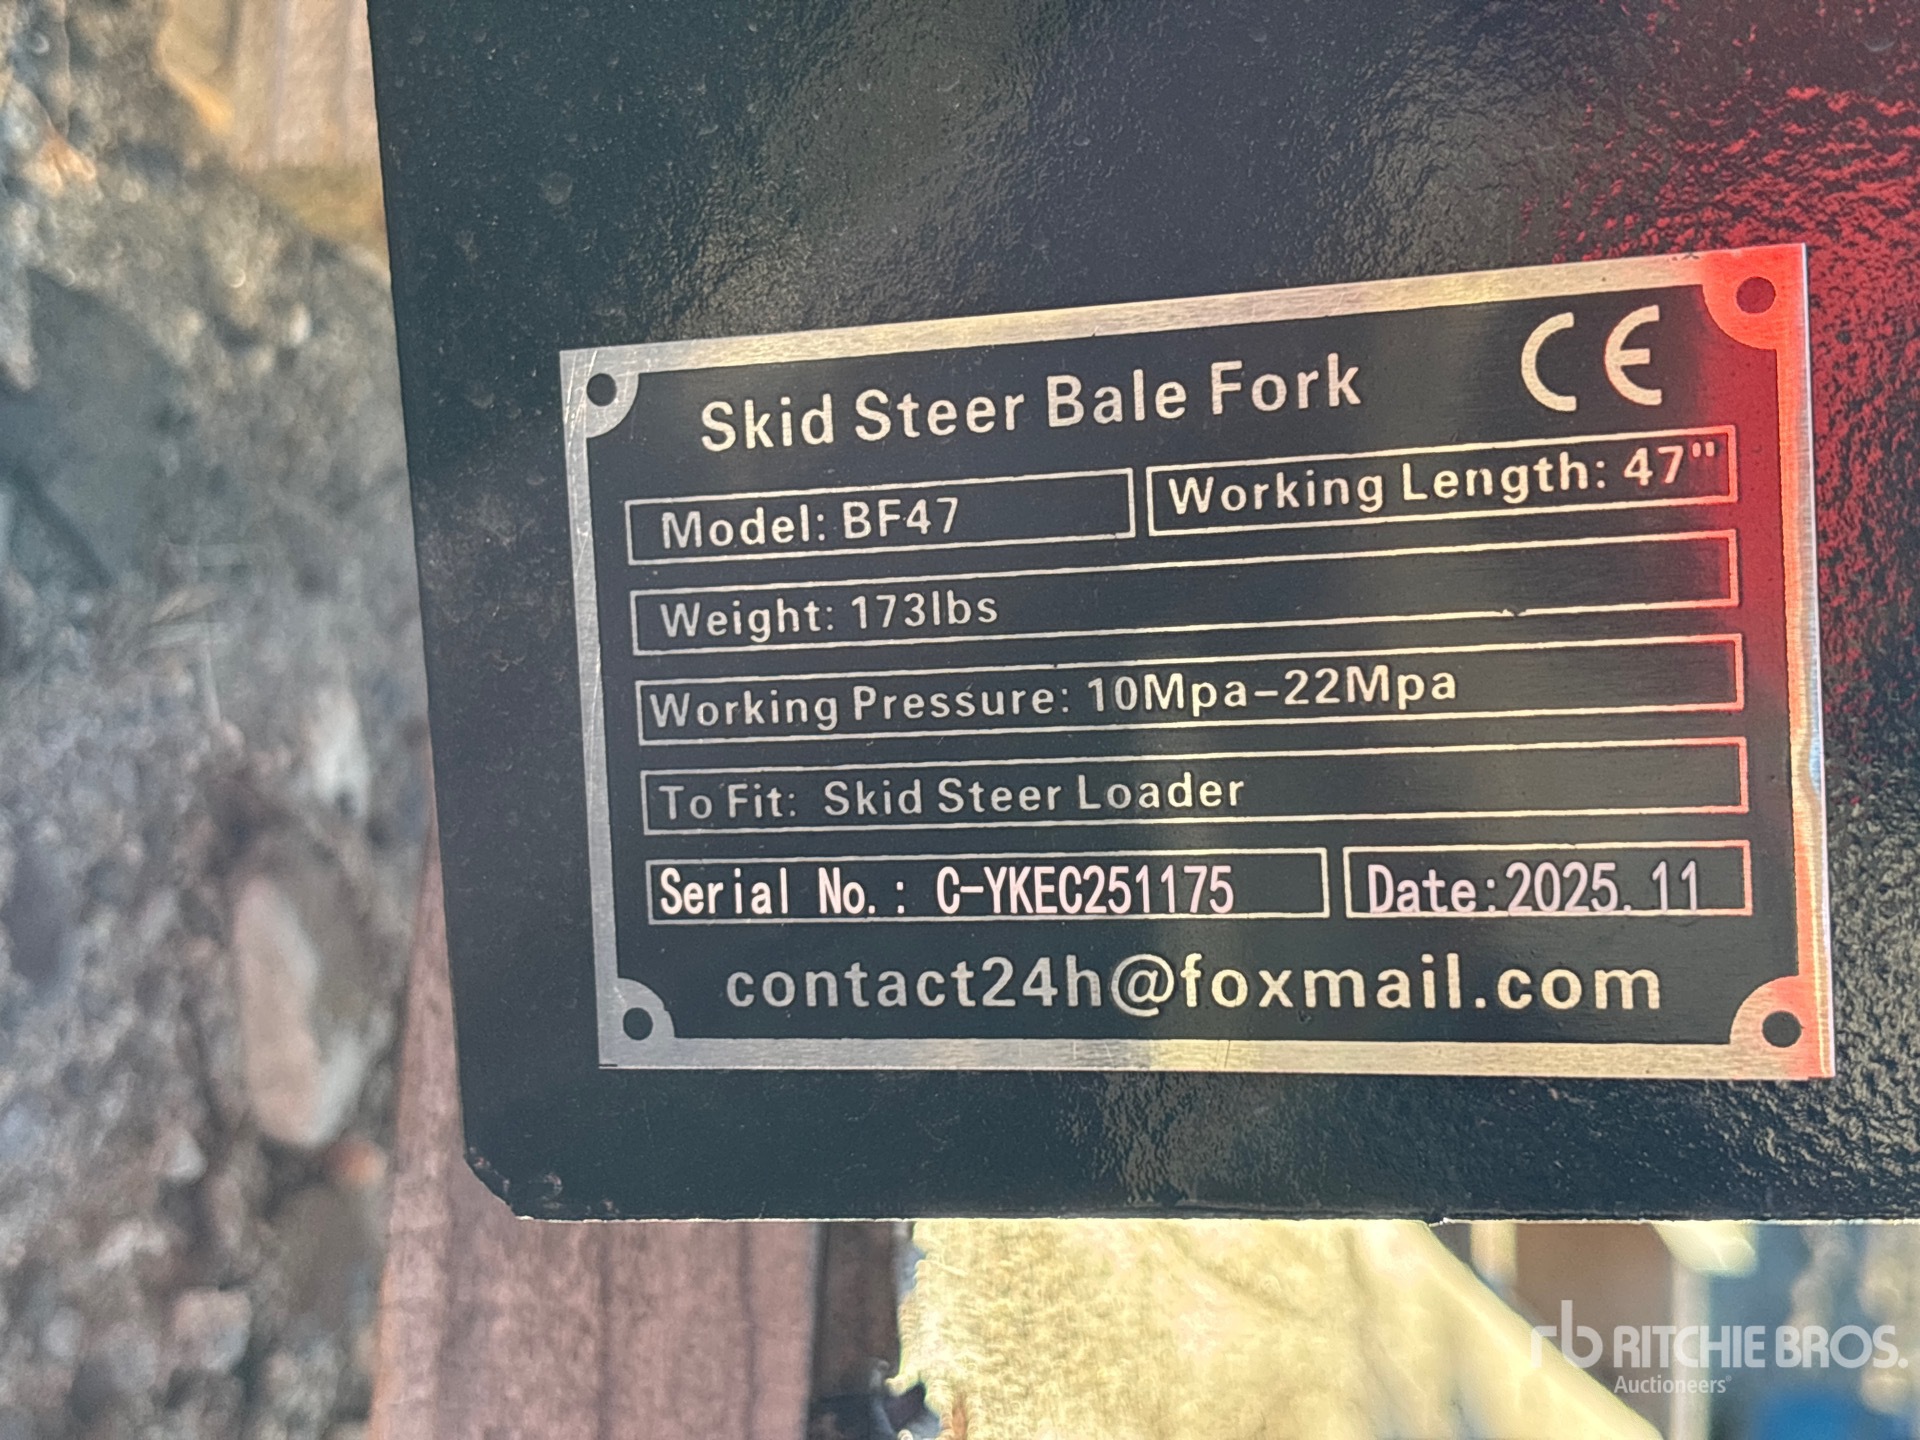 Skid Steer Bale Fork CE
Model: BF47
Working Length: 47"
Weight: 173lbs
Working Pressure: 10Mpa-22Mpa
To Fit: Skid Steer Loader
Serial No.: C-YKEC251175
Date:2025.11
contact24h@foxmail.com
rb RITCHIE BROS.
Auctioneers